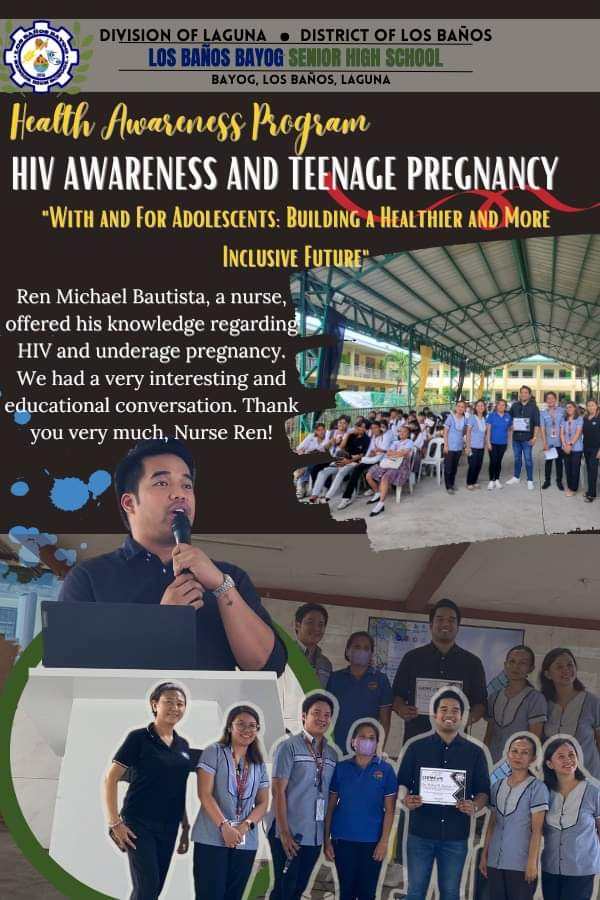 DIVISION OF LAGUNA ● DISTRICT OF LOS BAÑOS
LOS BAÑOS BAYOG SENIOR HIGH SCHOOL
BAYOG, LOS BAÑOS, LAGUNA
Health Awareness Program
HIV AWARENESS AND TEENAGE PREGNANCY
"WITH AND FOR ADOLESCENTS: BUILDING A HEALTHIER AND MORE
INCLUSIVE FUTURE"
Ren Michael Bautista, a nurse,
offered his knowledge regarding
HIV and underage pregnancy.
We had a very interesting and
educational conversation. Thank
you very much, Nurse Ren!